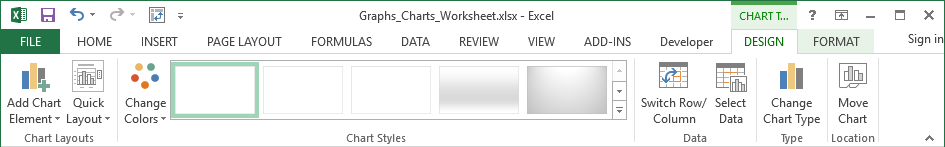 Graphs_Charts_Worksheet.xlsx - Excel
CHART T...
?
FILE HOME INSERT PAGE LAYOUT FORMULAS DATA REVIEW VIEW ADD-INS Developer DESIGN FORMAT Sign in
Add Chart Element
Quick Layout
Change Colors
Switch Row/ Column
Select Data
Change Chart Type
Move Chart
Chart Layouts
Chart Styles
Data
Type
Location